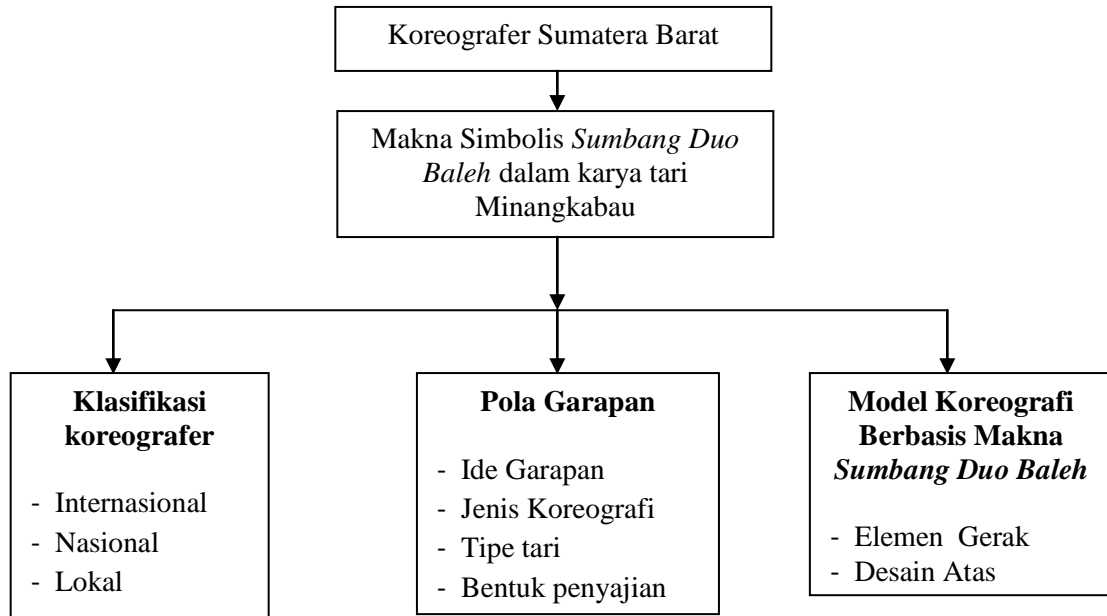 Koreografer Sumatera Barat
Makna Simbolis Sumbang Duo
Baleh dalam karya tari
Minangkabau
Klasifikasi
koreografer
- Internasional
- Nasional
- Lokal
Pola Garapan
- Ide Garapan
- Jenis Koreografi
- Tipe tari
- Bentuk penyajian
Model Koreografi
Berbasis Makna
Sumbang Duo Baleh
- Elemen Gerak
- Desain Atas